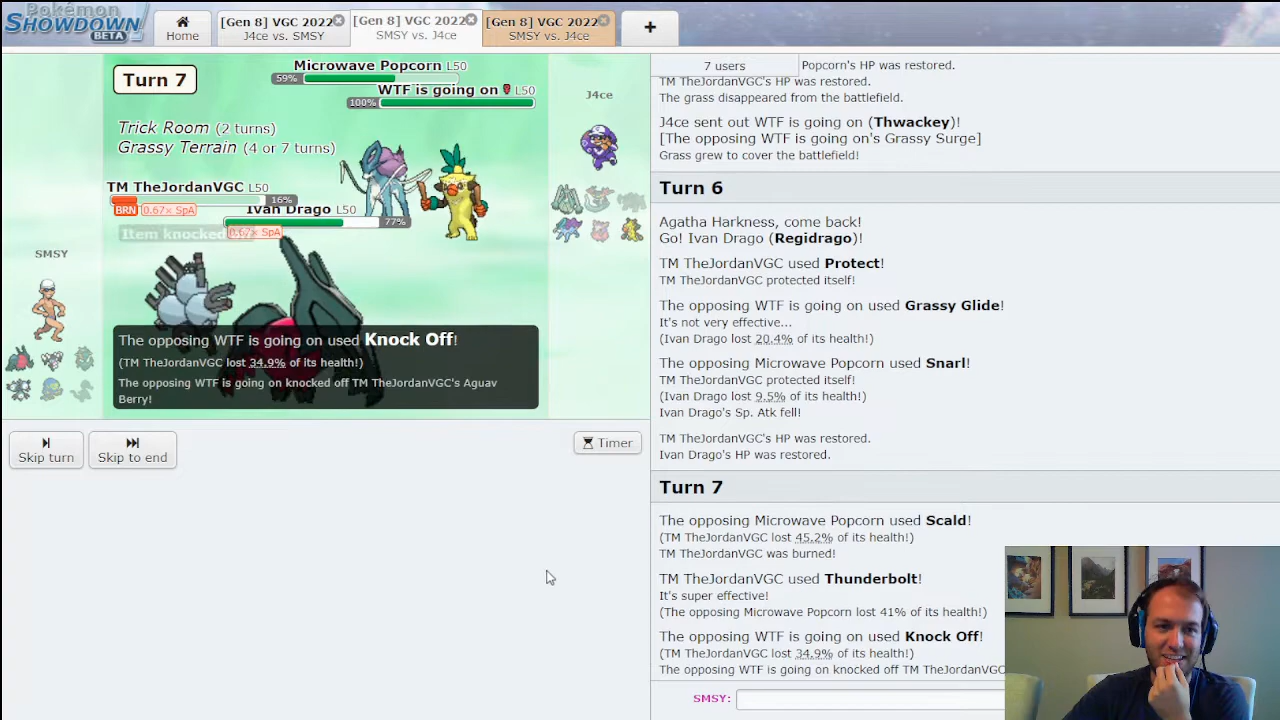 Pokémon
SHOWDOWN
BETA
Home
[Gen 8] VGC 2022
J4ce vs. SMSY
[Gen 8] VGC 2022
SMSY vs. J4ce
[Gen 8] VGC 2022
SMSY vs. J4ce
+
Turn 7
Microwave Popcorn L50
59%
WTF is going on L50
100%
Trick Room (2 turns)
Grassy Terrain (4 or 7 turns)
TM TheJordanVGC L50
16%
BRN 0.67× SpA
Ivan Drago L50
77%
Item knocked
0.67× SpA
J4ce
SMSY
The opposing WTF is going on used Knock Off!
(TM TheJordanVGC lost 34.9% of its health!)
The opposing WTF is going on knocked off TM TheJordanVGC's Aguav
Berry!
Skip turn
Skip to end
Timer
7 users
Popcorn's HP was restored.
TM TheJordanVGC's HP was restored.
The grass disappeared from the battlefield.
J4ce sent out WTF is going on (Thwackey)!
[The opposing WTF is going on's Grassy Surge]
Grass grew to cover the battlefield!
Turn 6
Agatha Harkness, come back!
Go! Ivan Drago (Regidrago)!
TM TheJordanVGC used Protect!
TM TheJordanVGC protected itself!
The opposing WTF is going on used Grassy Glide!
It's not very effective...
(Ivan Drago lost 20.4% of its health!)
The opposing Microwave Popcorn used Snarl!
TM TheJordanVGC protected itself!
(Ivan Drago lost 9.5% of its health!)
Ivan Drago's Sp. Atk fell!
TM TheJordanVGC's HP was restored.
Ivan Drago's HP was restored.
Turn 7
The opposing Microwave Popcorn used Scald!
(TM TheJordanVGC lost 45.2% of its health!)
TM TheJordanVGC was burned!
TM TheJordanVGC used Thunderbolt!
It's super effective!
(The opposing Microwave Popcorn lost 41% of its health!)
The opposing WTF is going on used Knock Off!
(TM TheJordanVGC lost 34.9% of its health!)
The opposing WTF is going on knocked off TM TheJordanVGC
SMSY: